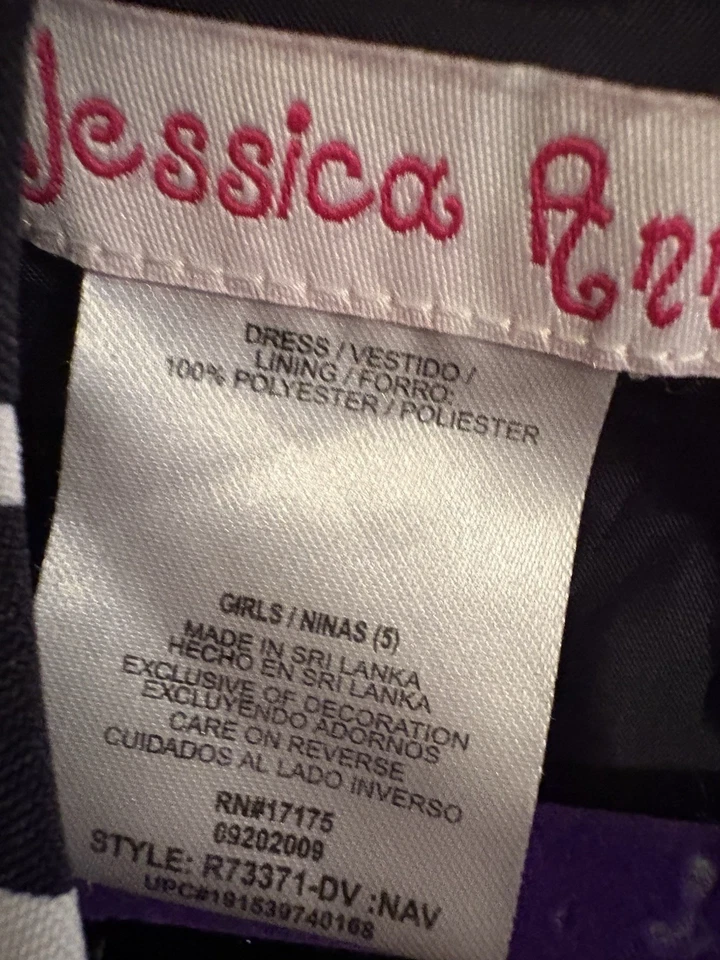 Jessica Ann
DRESS / VESTIDO /
LINING / FORRO:
100% POLYESTER / POLIESTER
GIRLS / NINAS (5)
MADE IN SRI LANKA
HECHO EN SRI LANKA
EXCLUSIVE OF DECORATION
EXCLUYENDO ADORNOS
CARE ON REVERSE
CUIDADOS AL LADO INVERSO
RN#17175
09202009
STYLE: R73371-DV :NAV
UPC#191539740168